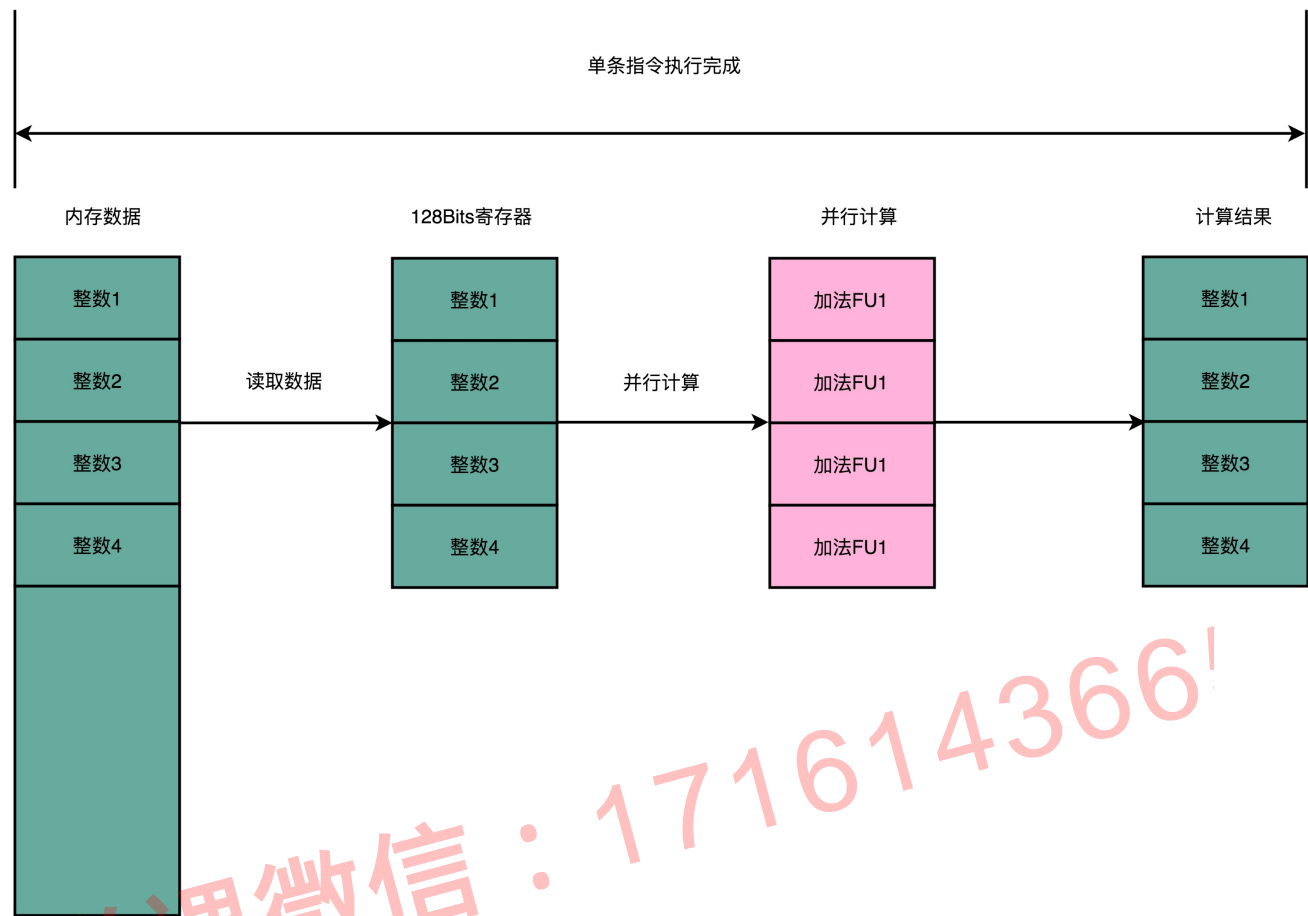 单条指令执行完成
内存数据
128Bits寄存器
并行计算
计算结果
整数1
整数1
加法FU1
整数1
整数2
读取数据
整数2
并行计算
加法FU1
整数2
整数3
整数3
加法FU1
整数3
整数4
整数4
加法FU1
整数4
课微信：171614366